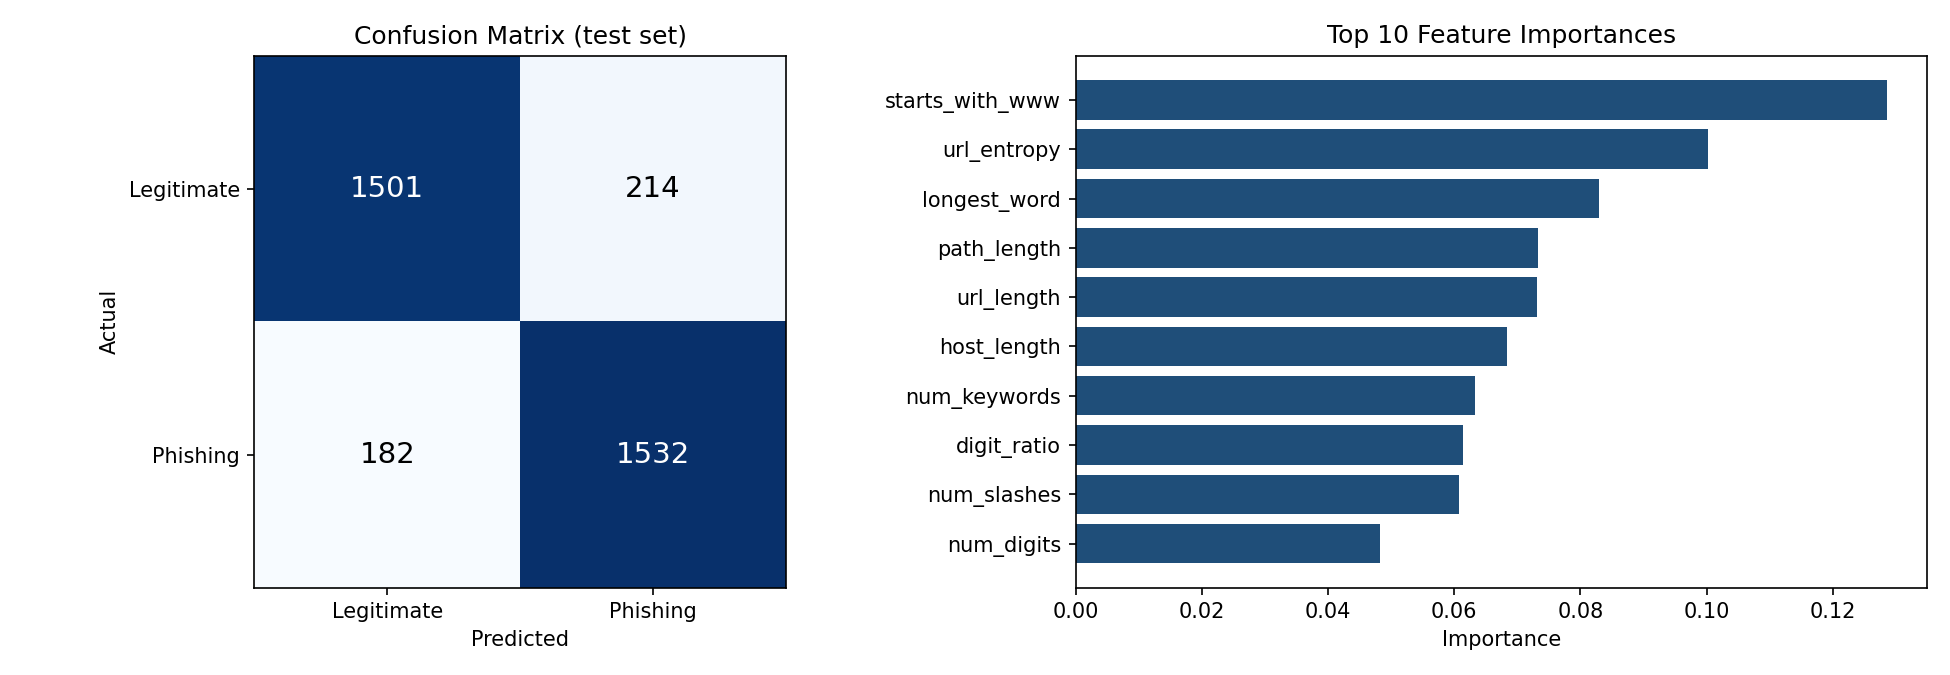 Confusion Matrix (test set)
Actual
Legitimate
1501
214
Phishing
182
1532
Legitimate
Phishing
Predicted
Top 10 Feature Importances
starts_with_www
url_entropy
longest_word
path_length
url_length
host_length
num_keywords
digit_ratio
num_slashes
num_digits
0.00 0.02 0.04 0.06 0.08 0.10 0.12
Importance